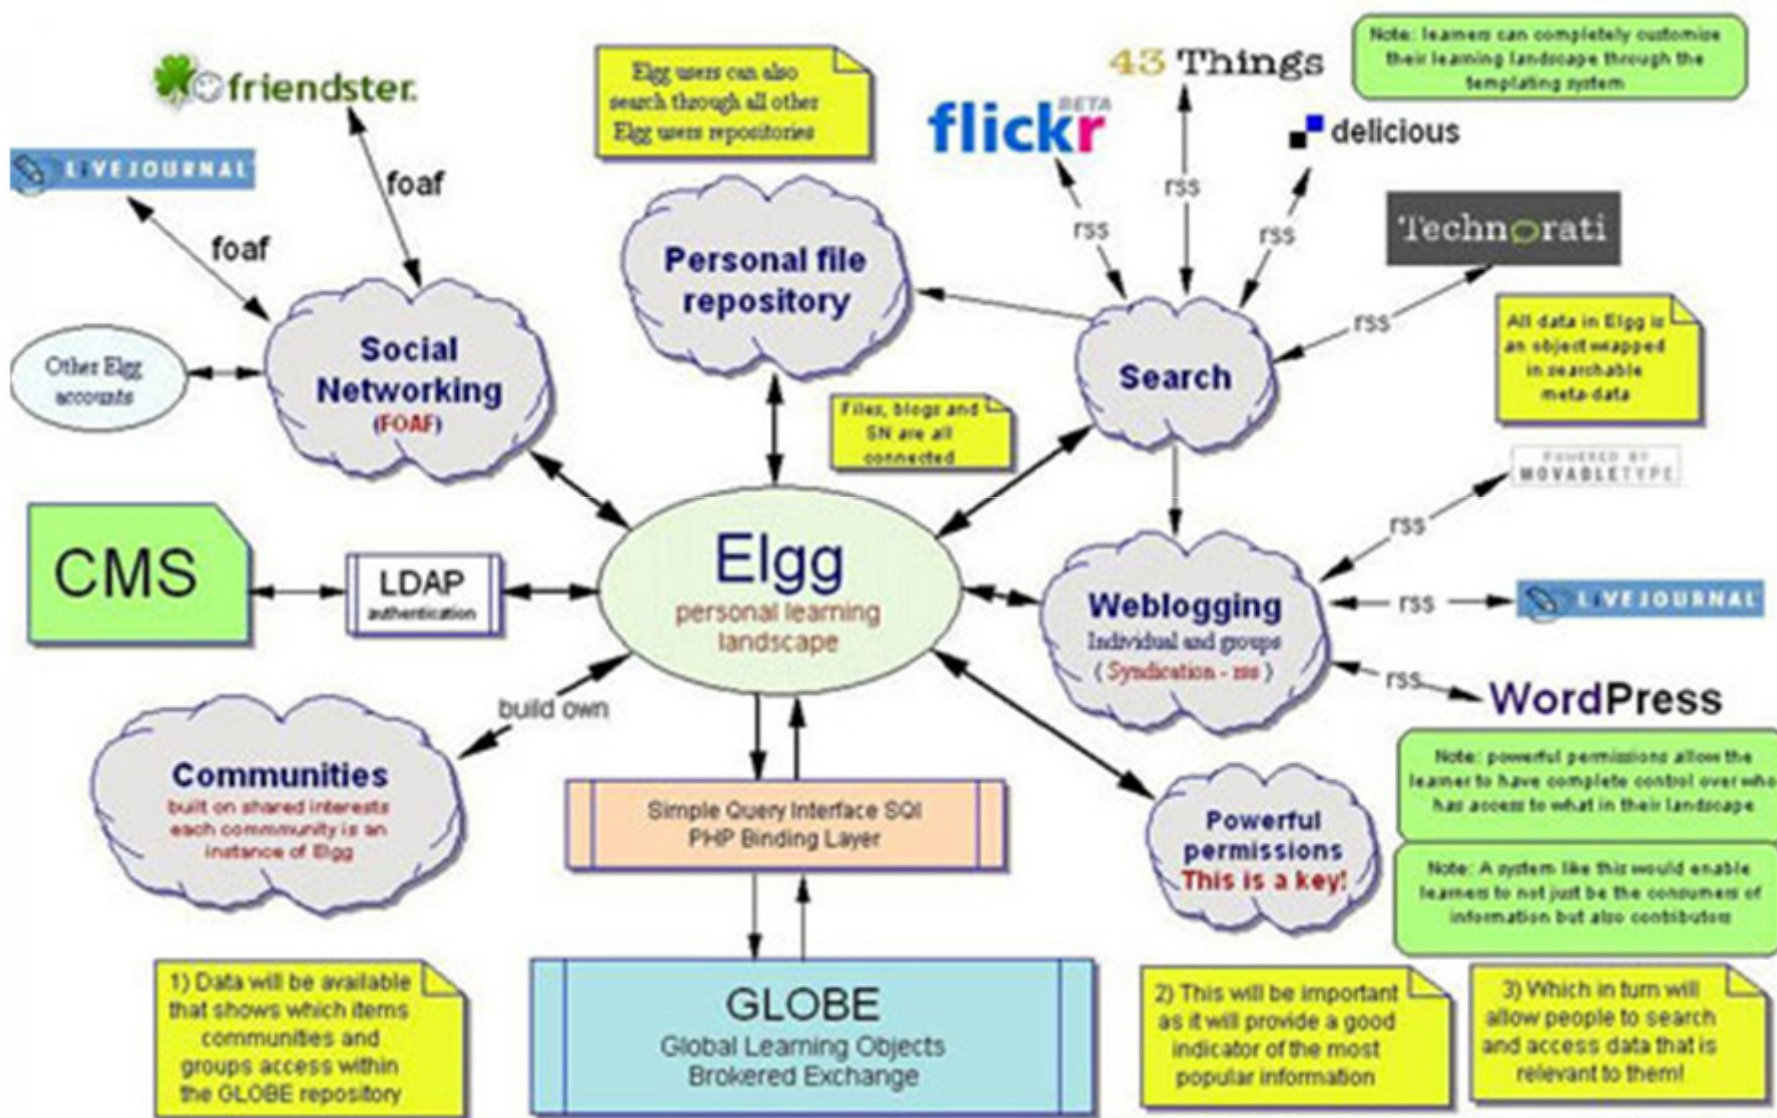 friendster.
LIVEJOURNAL
foaf
foaf
Other Elgg
accounts
Social
Networking
(FOAF)
Elgg users can also
search through all other
Elgg users repositories
Personal file
repository
Files, blogs and
SN are all
connected
43 Things
flickr
BETA
delicious
Technorati
rss
rss
rss
rss
Search
Note: learners can completely customise
their learning landscape through the
templating system
All data in Elgg is
an object wrapped
in searchable
meta-data
POWERED BY
MOVABLETYPE
rss
rss
LIVEJOURNAL
rss
WordPress
CMS
LDAP
authentication
Elgg
personal learning
landscape
Weblogging
Individual and groups
( Syndication - rss )
build own
Communities
built on shared interests
each commmunity is an
instance of Elgg
Simple Query Interface SQI
PHP Binding Layer
Powerful
permissions
This is a key!
Note: powerful permissions allow the
learner to have complete control over who
has access to what in their landscape
Note: A system like this would enable
learners to not just be the consumers of
information but also contributors
1) Data will be available
that shows which items
communities and
groups access within
the GLOBE repository
GLOBE
Global Learning Objects
Brokered Exchange
2) This will be important
as it will provide a good
indicator of the most
popular information
3) Which in turn will
allow people to search
and access data that is
relevant to them!